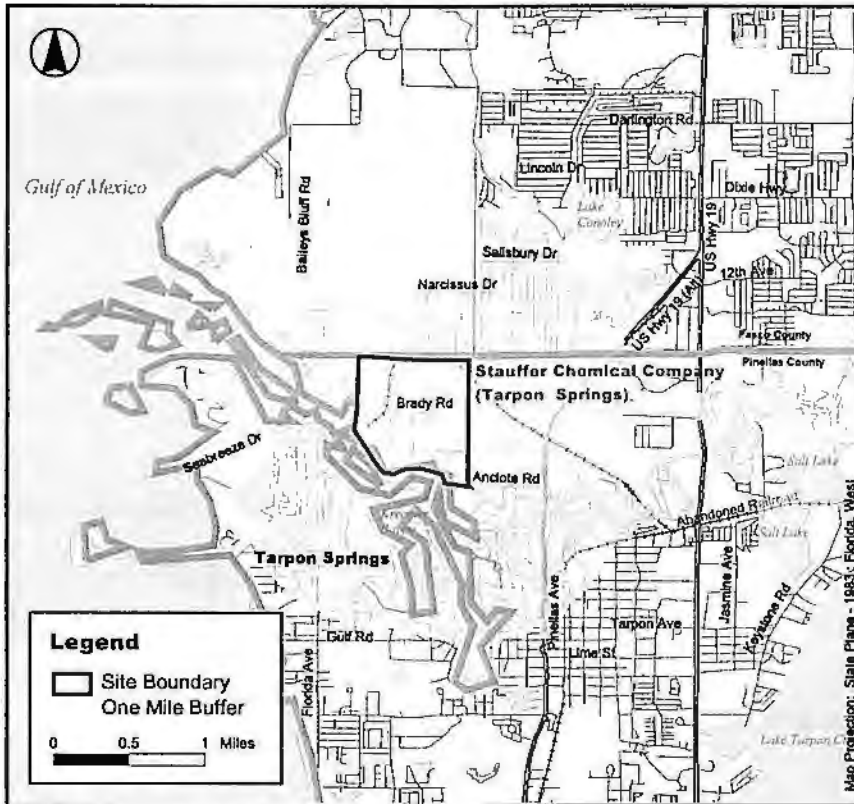 Darlington Rd
Lincoln Dr
Dixie Hwy
Gulf of Mexico
Baileys Bluff Rd
Lake
Conoley
US Hwy 19
Salisbury Dr
12th Ave
Narcissus Dr
US Hwy 19 (Alt)
Pasco County
Pinellas County
Stauffer Chemical Company
(Tarpon Springs).
Brady Rd
Seabreeze Dr
Anclote Rd
Salt Lake
Abandoned Railroad
Salt Lake
Tarpon Springs
Pinellas Ave
Jasmine Ave
Keystone Rd
Tarpon Ave
Gulf Rd
Lime St
Florida Ave
Legend
Site Boundary
One Mile Buffer
0 0.5 1 Miles
Lake Tarpon
Map Projection: State Plane - 1983; Florida, West